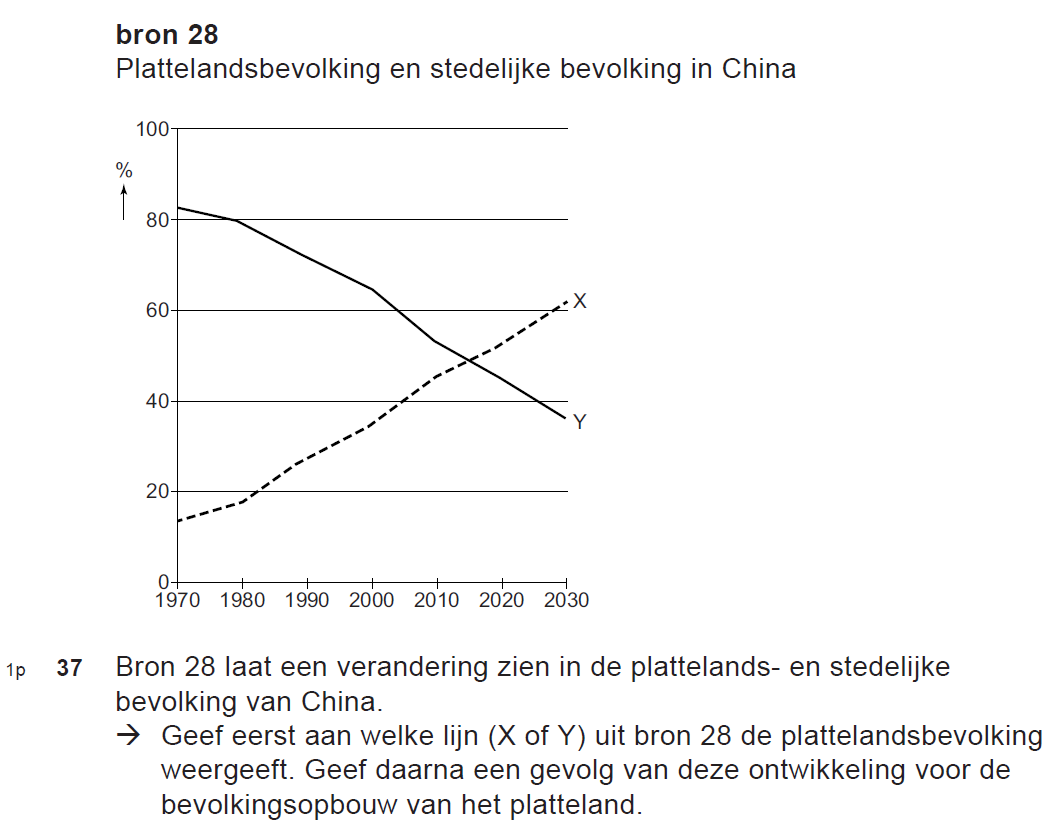 bron 28
Plattelandsbevolking en stedelijke bevolking in China
100
%
80
60
40
20
0
X
Y
1970 1980 1990 2000 2010 2020 2030
1p 37 Bron 28 laat een verandering zien in de plattelands- en stedelijke
bevolking van China.
→ Geef eerst aan welke lijn (X of Y) uit bron 28 de plattelandsbevolking
weergeeft. Geef daarna een gevolg van deze ontwikkeling voor de
bevolkingsopbouw van het platteland.